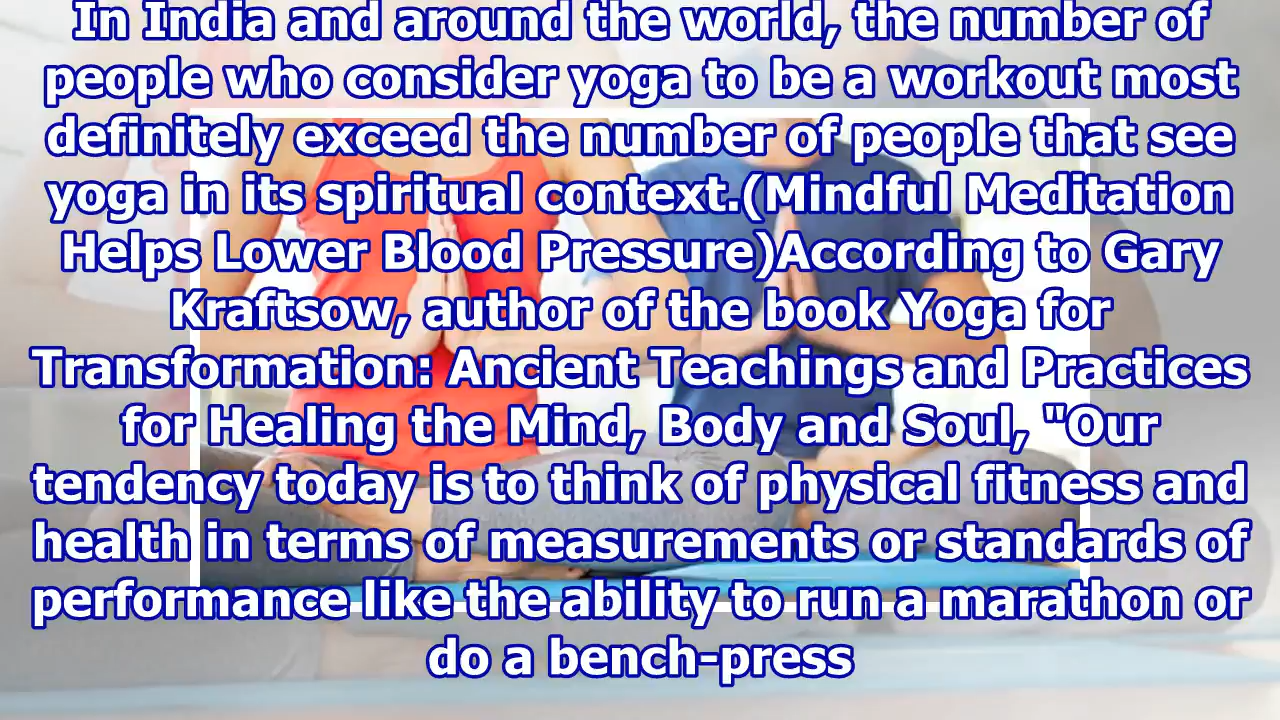 In India and around the world, the number of
people who consider yoga to be a workout most
definitely exceed the number of people that see
yoga in its spiritual context.(Mindful Meditation
Helps Lower Blood Pressure)According to Gary
Kraftsow, author of the book Yoga for
Transformation: Ancient Teachings and Practices
for Healing the Mind, Body and Soul, "Our
tendency today is to think of physical fitness and
health in terms of measurements or standards of
performance like the ability to run a marathon or
do a bench-press